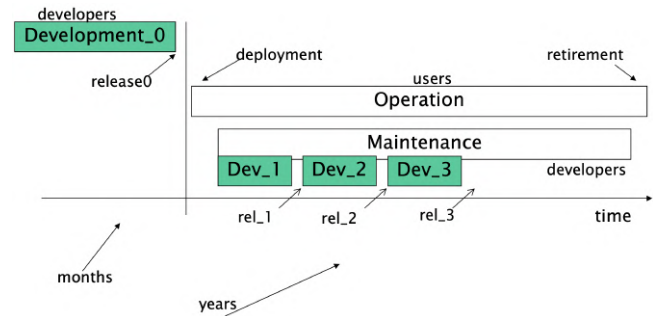 developers
Development_0
release0
deployment
retirement
users
Operation
Maintenance
Dev_1
Dev_2
Dev_3
developers
rel_1
rel_2
rel_3
time
months
years